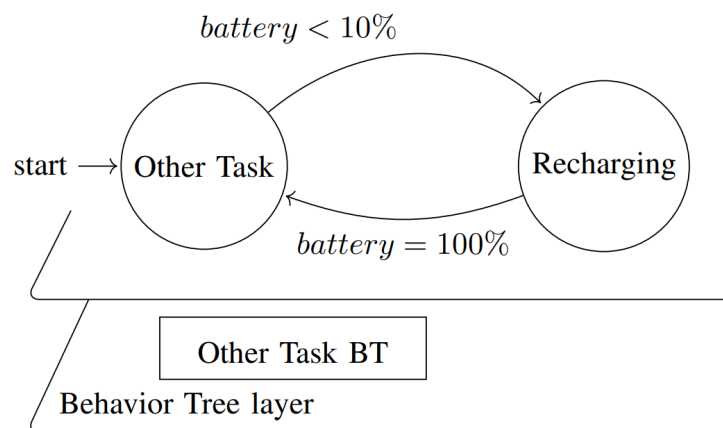 battery < 10%
start
Other Task
Recharging
battery = 100%
Other Task BT
Behavior Tree layer